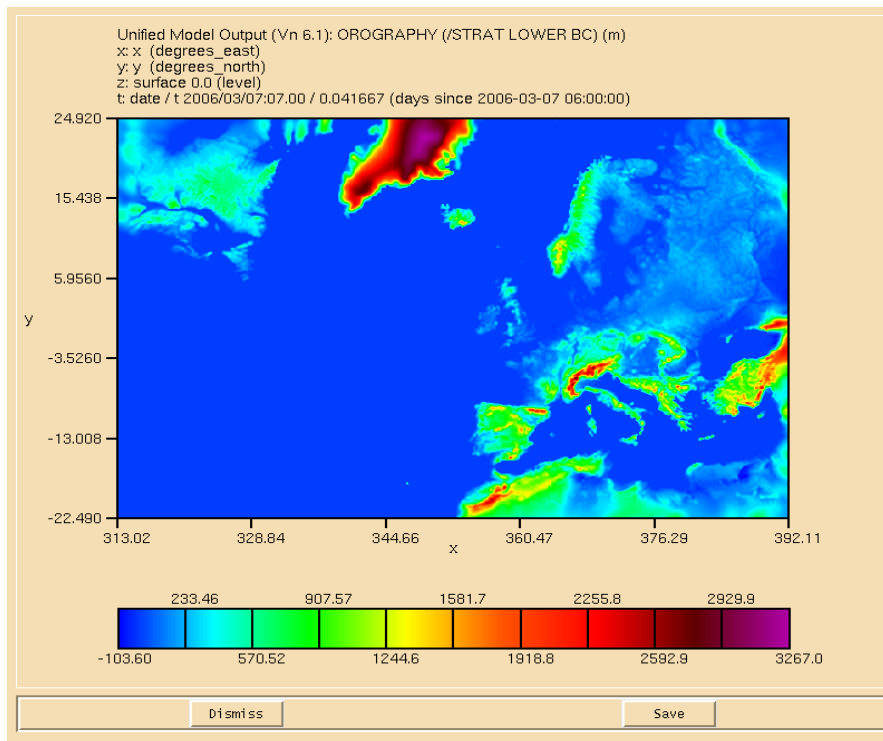 Unified Model Output (Vn 6.1): OROGRAPHY (/STRAT LOWER BC) (m)
x: x (degrees_east)
y: y (degrees_north)
z: surface 0.0 (level)
t: date / t 2006/03/07:07.00 / 0.041667 (days since 2006-03-07 06:00:00)
24.920
15.438
5.9560
y
-3.5260
-13.008
-22.490
313.02 328.84 344.66 360.47 376.29 392.11
x
233.46 907.57 1581.7 2255.8 2929.9
-103.60 570.52 1244.6 1918.8 2592.9 3267.0
Dismiss Save